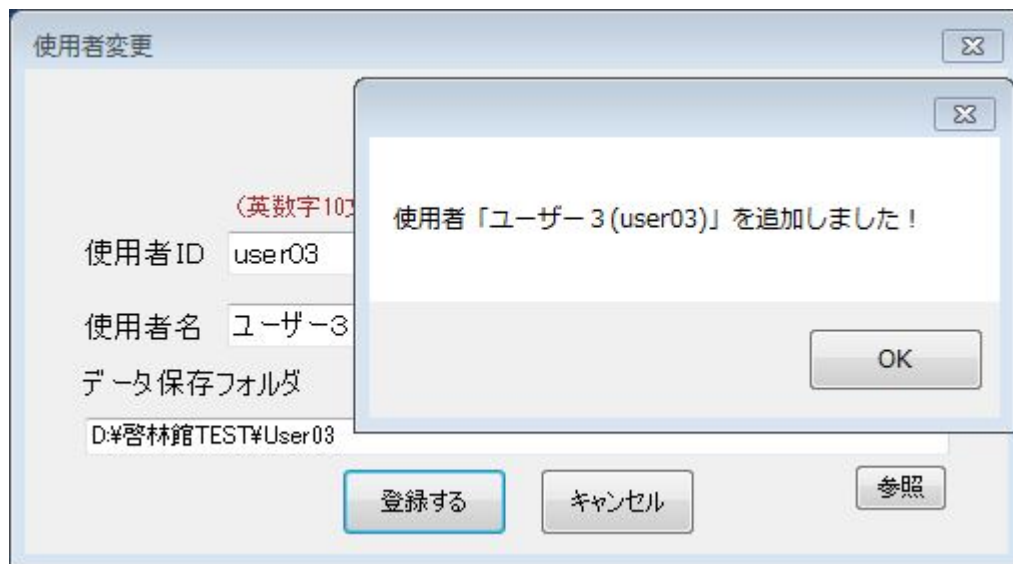 使用者変更
(英数字10文
使用者「ユーザー３(user03)」を追加しました！
使用者ID user03
使用者名 ユーザー３
OK
データ保存フォルダ
D:¥啓林館TEST¥User03
登録する キャンセル 参照